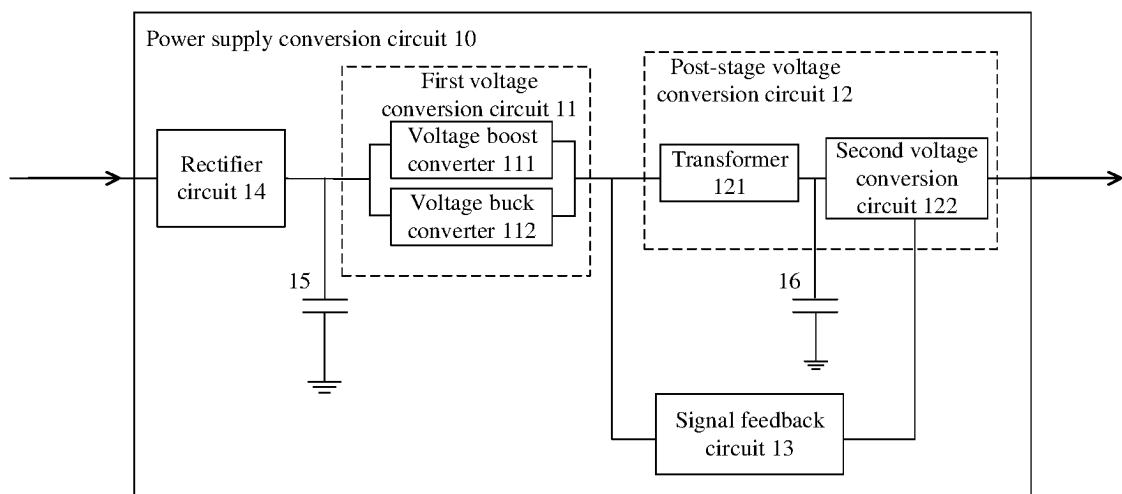 Power supply conversion circuit 10
First voltage
conversion circuit 11
Post-stage voltage
conversion circuit 12
Rectifier
circuit 14
Voltage boost
converter 111
Voltage buck
converter 112
Transformer
121
Second voltage
conversion
circuit 122
15
16
Signal feedback
circuit 13